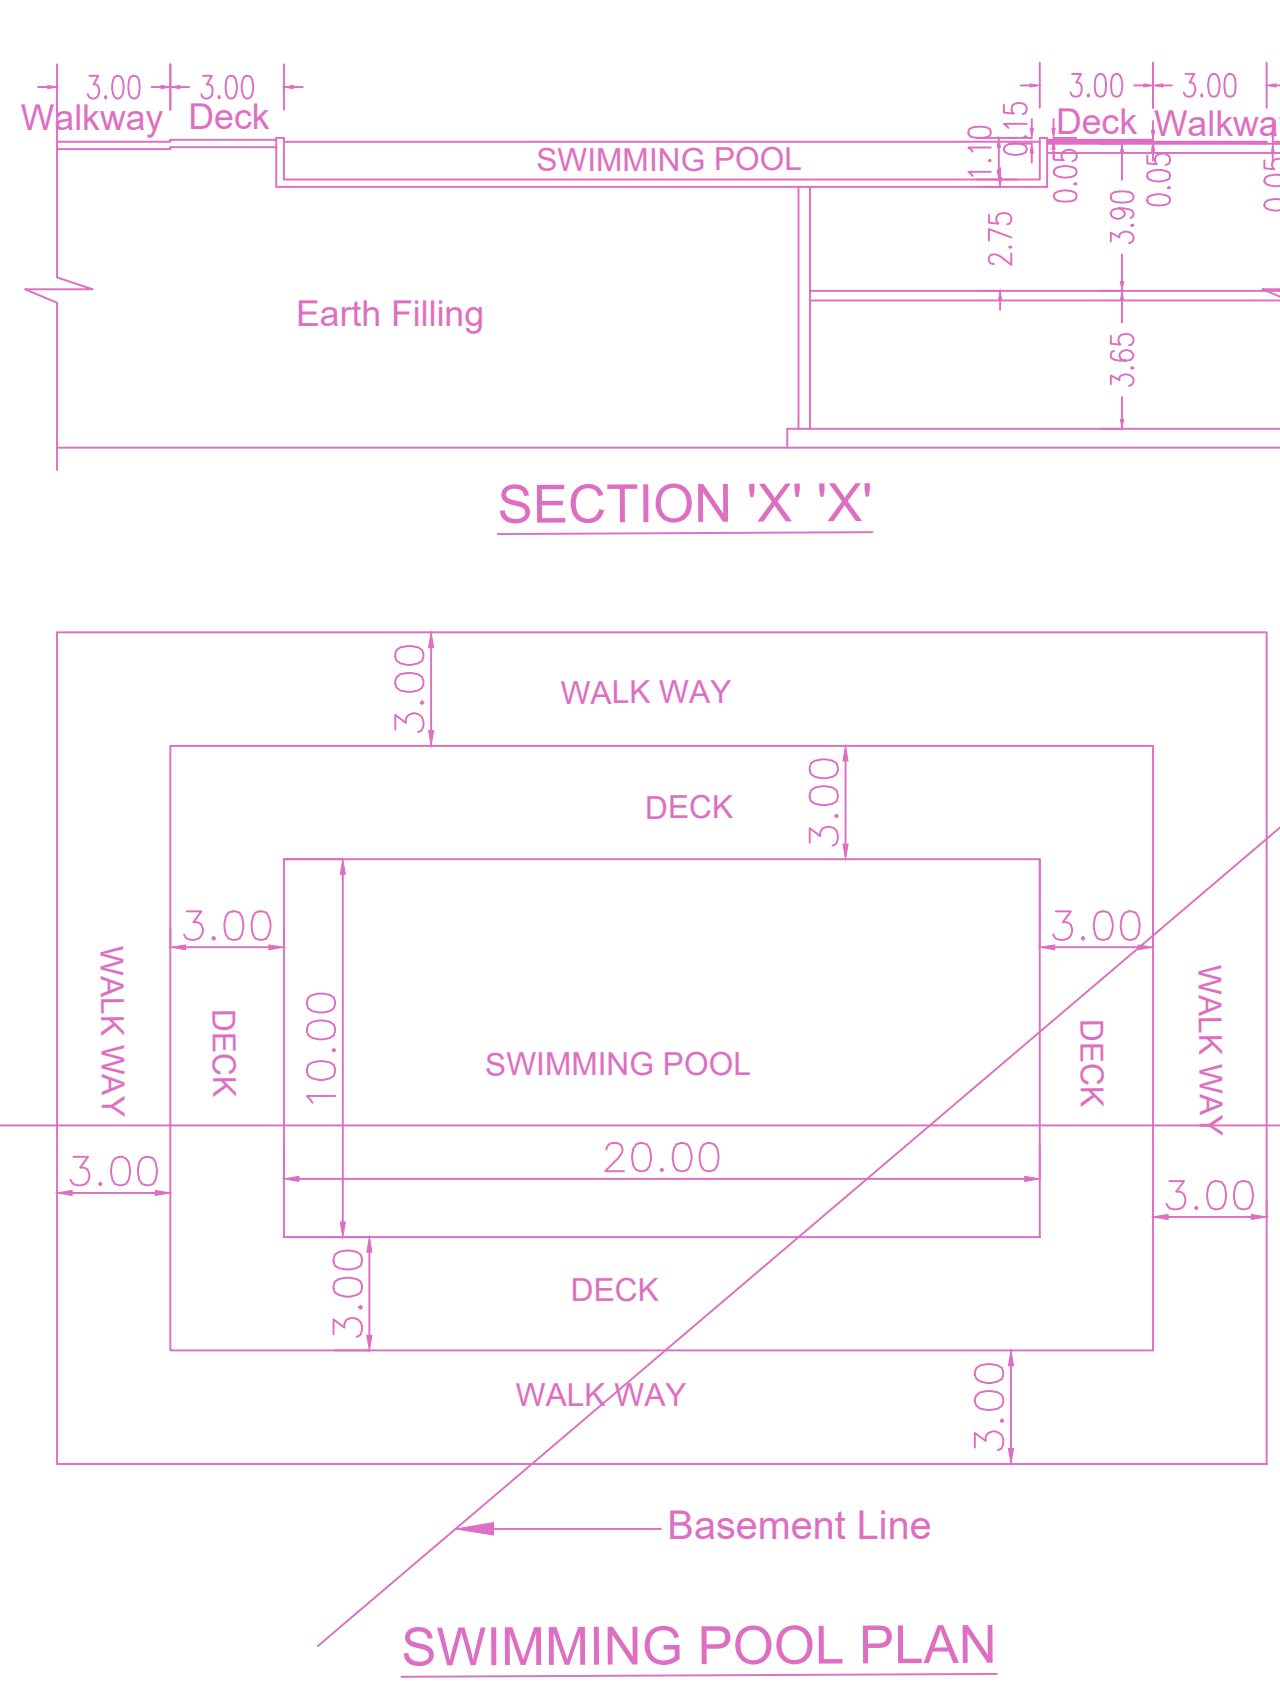 3.00 3.00 3.00 3.00
Walkway Deck Deck Walkwa
SWIMMING POOL
1.10 0.15 0.05 0.05 0.05
2.75 3.90
Earth Filling
3.65
SECTION 'X' 'X'
3.00
WALK WAY
3.00
DECK
3.00 3.00
WALK WAY DECK 10.00 DECK WALK WAY
SWIMMING POOL
20.00
3.00 3.00
3.00
DECK
WALK WAY
3.00
Basement Line
SWIMMING POOL PLAN